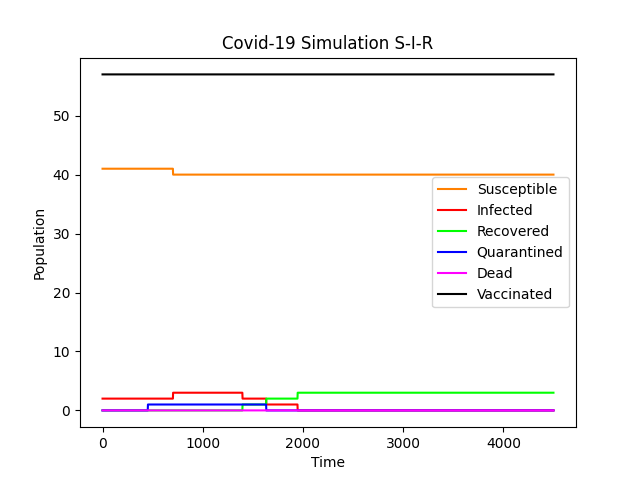 Covid-19 Simulation S-I-R
Population
50
40
30
20
10
0
Susceptible
Infected
Recovered
Quarantined
Dead
Vaccinated
0 1000 2000 3000 4000
Time